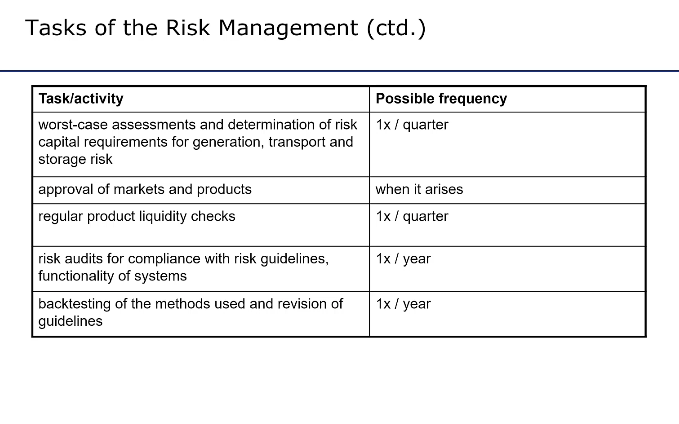 Tasks of the Risk Management (ctd.)
Task/activity
Possible frequency
worst-case assessments and determination of risk
capital requirements for generation, transport and
storage risk
1x / quarter
approval of markets and products
when it arises
regular product liquidity checks
1x / quarter
risk audits for compliance with risk guidelines,
functionality of systems
1x / year
backtesting of the methods used and revision of
guidelines
1x / year